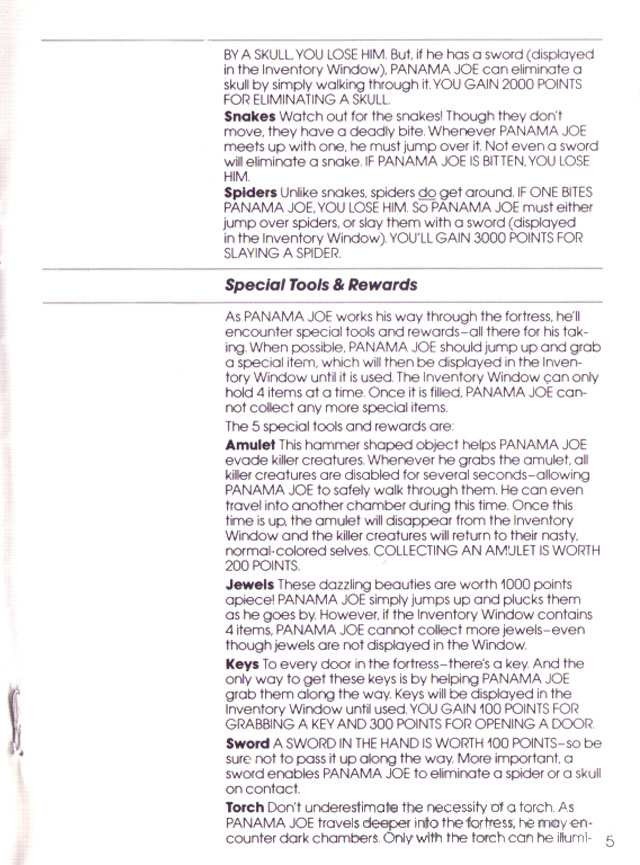 BY A SKULL, YOU LOSE HIM. But, if he has a sword (displayed
in the Inventory Window), PANAMA JOE can eliminate a
skull by simply walking through it. YOU GAIN 2000 POINTS
FOR ELIMINATING A SKULL.
Snakes Watch out for the snakes! Though they don't
move, they have a deadly bite. Whenever PANAMA JOE
meets up with one, he must jump over it. Not even a sword
will eliminate a snake. IF PANAMA JOE IS BITTEN, YOU LOSE
HIM.
Spiders Unlike snakes, spiders do get around. IF ONE BITES
PANAMA JOE, YOU LOSE HIM. So PANAMA JOE must either
jump over spiders, or slay them with a sword (displayed
in the Inventory Window). YOU'LL GAIN 3000 POINTS FOR
SLAYING A SPIDER.
Special Tools & Rewards
As PANAMA JOE works his way through the fortress, he'll
encounter special tools and rewards–all there for his tak-
ing. When possible, PANAMA JOE should jump up and grab
a special item, which will then be displayed in the Inven-
tory Window until it is used. The Inventory Window can only
hold 4 items at a time. Once it is filled, PANAMA JOE can-
not collect any more special items.
The 5 special tools and rewards are:
Amulet This hammer shaped object helps PANAMA JOE
evade killer creatures. Whenever he grabs the amulet, all
killer creatures are disabled for several seconds–allowing
PANAMA JOE to safely walk through them. He can even
travel into another chamber during this time. Once this
time is up, the amulet will disappear from the Inventory
Window and the killer creatures will return to their nasty,
normal-colored selves. COLLECTING AN AMULET IS WORTH
200 POINTS.
Jewels These dazzling beauties are worth 1000 points
apiece! PANAMA JOE simply jumps up and plucks them
as he goes by. However, if the Inventory Window contains
4 items, PANAMA JOE cannot collect more jewels–even
though jewels are not displayed in the Window.
Keys To every door in the fortress–there's a key. And the
only way to get these keys is by helping PANAMA JOE
grab them along the way. Keys will be displayed in the
Inventory Window until used. YOU GAIN 100 POINTS FOR
GRABBING A KEY AND 300 POINTS FOR OPENING A DOOR.
Sword A SWORD IN THE HAND IS WORTH 100 POINTS–so be
sure not to pass it up along the way. More important, a
sword enables PANAMA JOE to eliminate a spider or a skull
on contact.
Torch Don't underestimate the necessity of a torch. As
PANAMA JOE travels deeper into the fortress, he may en-
counter dark chambers. Only with the torch can he illumi-
5